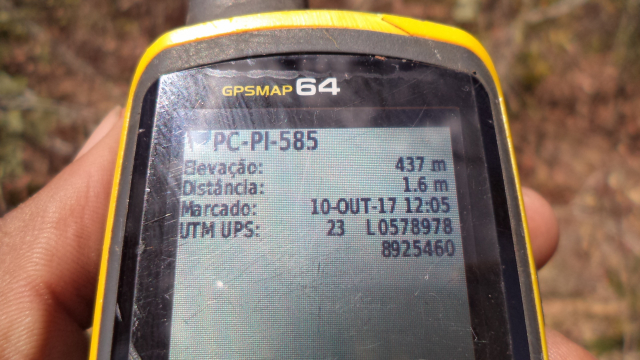 GPSMAP 64
PC-PI-585
Elevação: 437 m
Distância: 1.6 m
Marcado: 10-OUT-17 12:05
UTM UPS: 23 L 0578978
8925460